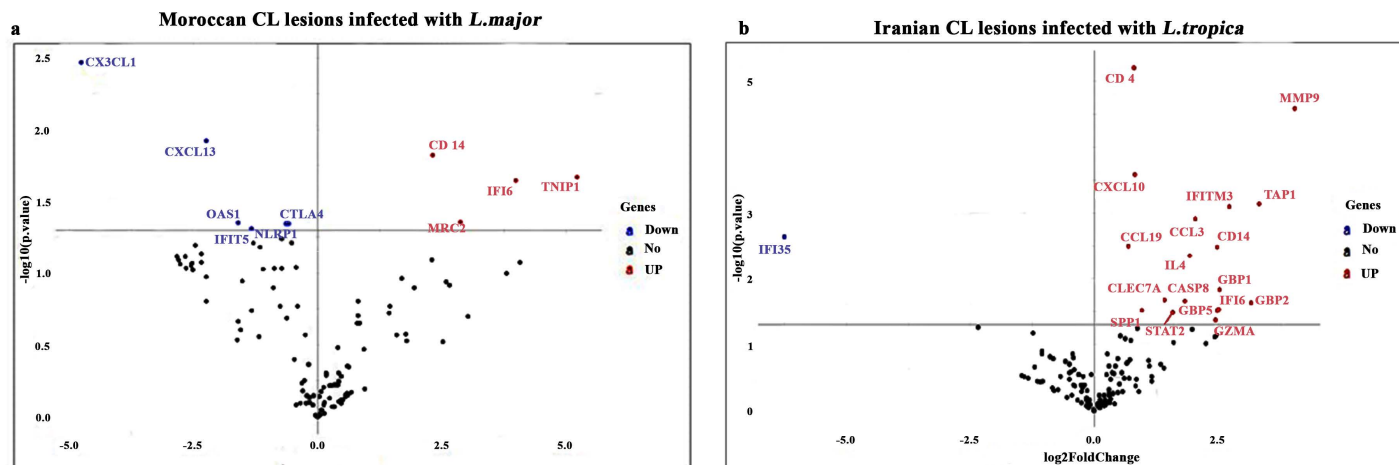 a
Moroccan CL lesions infected with L.major
2.5
2.0
1.5
1.0
0.5
0.0
-log10(p.value)
-5.0
-2.5
0.0
2.5
5.0
CX3CL1
CXCL13
OAS1
CTLA4
IFIT5
NLRP1
CD 14
IFI6
TNIP1
MRC2
Genes
Down
No
UP
b
Iranian CL lesions infected with L.tropica
5
3
2
1
0
-log10(p.value)
-5.0
-2.5
0.0
2.5
log2FoldChange
CD 4
MMP9
CXCL10
IFITM3
TAP1
CCL3
CCL19
CD14
IL4
IFI35
GBP1
CLEC7A
CASP8
IFI6
GBP2
GBP5
SPP1
STAT2
GZMA
Genes
Down
No
UP